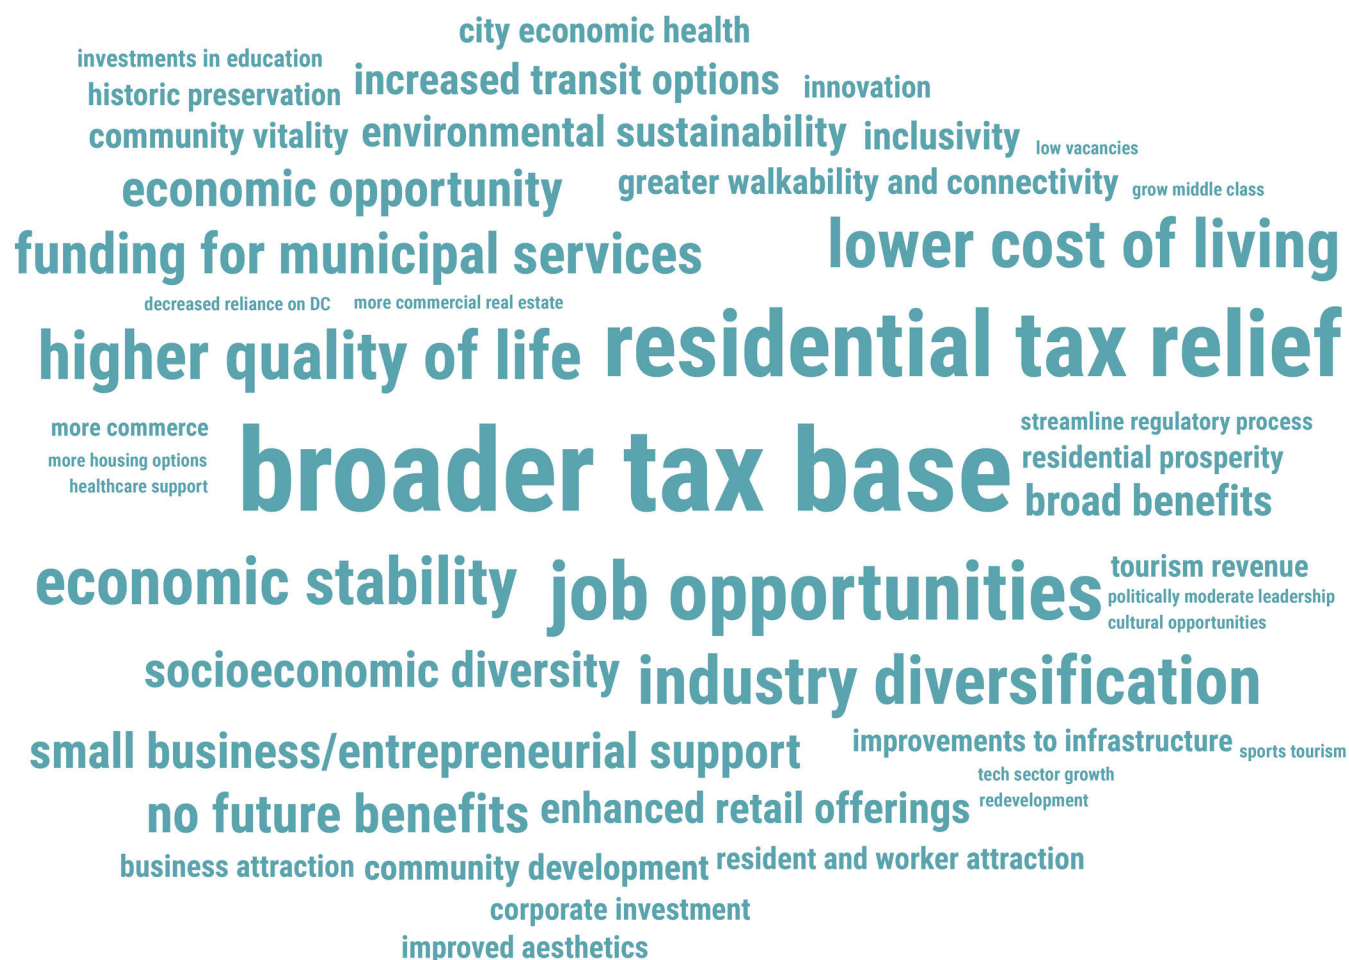 city economic health
investments in education
increased transit options
innovation
historic preservation
community vitality
environmental sustainability
inclusivity
low vacancies
economic opportunity
greater walkability and connectivity
grow middle class
funding for municipal services
lower cost of living
decreased reliance on DC
more commercial real estate
higher quality of life
residential tax relief
more commerce
more housing options
healthcare support
broader tax base
streamline regulatory process
residential prosperity
broad benefits
economic stability
job opportunities
tourism revenue
politically moderate leadership
cultural opportunities
socioeconomic diversity
industry diversification
small business/entrepreneurial support
improvements to infrastructure
sports tourism
tech sector growth
redevelopment
no future benefits
enhanced retail offerings
business attraction
community development
resident and worker attraction
corporate investment
improved aesthetics